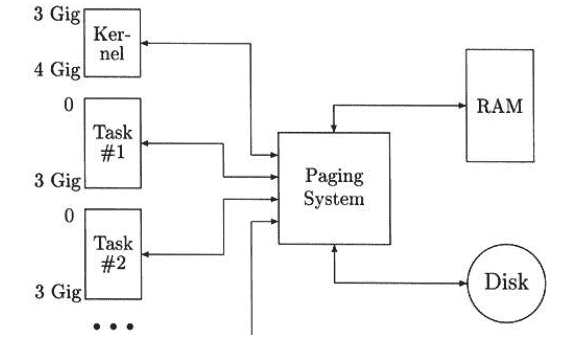 3 Gig
Ker-
nel
4 Gig
0
Task
#1
3 Gig
0
Task
#2
3 Gig
• • •
Paging
System
RAM
Disk